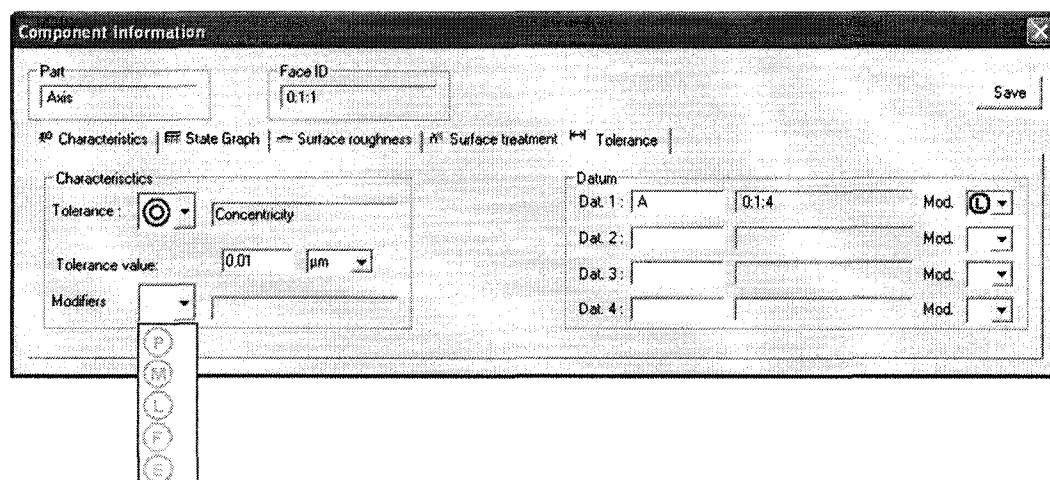 Component information
Part
Face ID
Axis
0:1:1
Save
Characteristics
State Graph
Surface roughness
Surface treatment
Tolerance
Characterisctics
Tolerance :
Concentricity
Tolerance value:
0.01
µm
Modifiers
P
M
L
F
E
Datum
Dat. 1 : A 0:1:4 Mod. L
Dat. 2 : Mod.
Dat. 3 : Mod.
Dat. 4 : Mod.